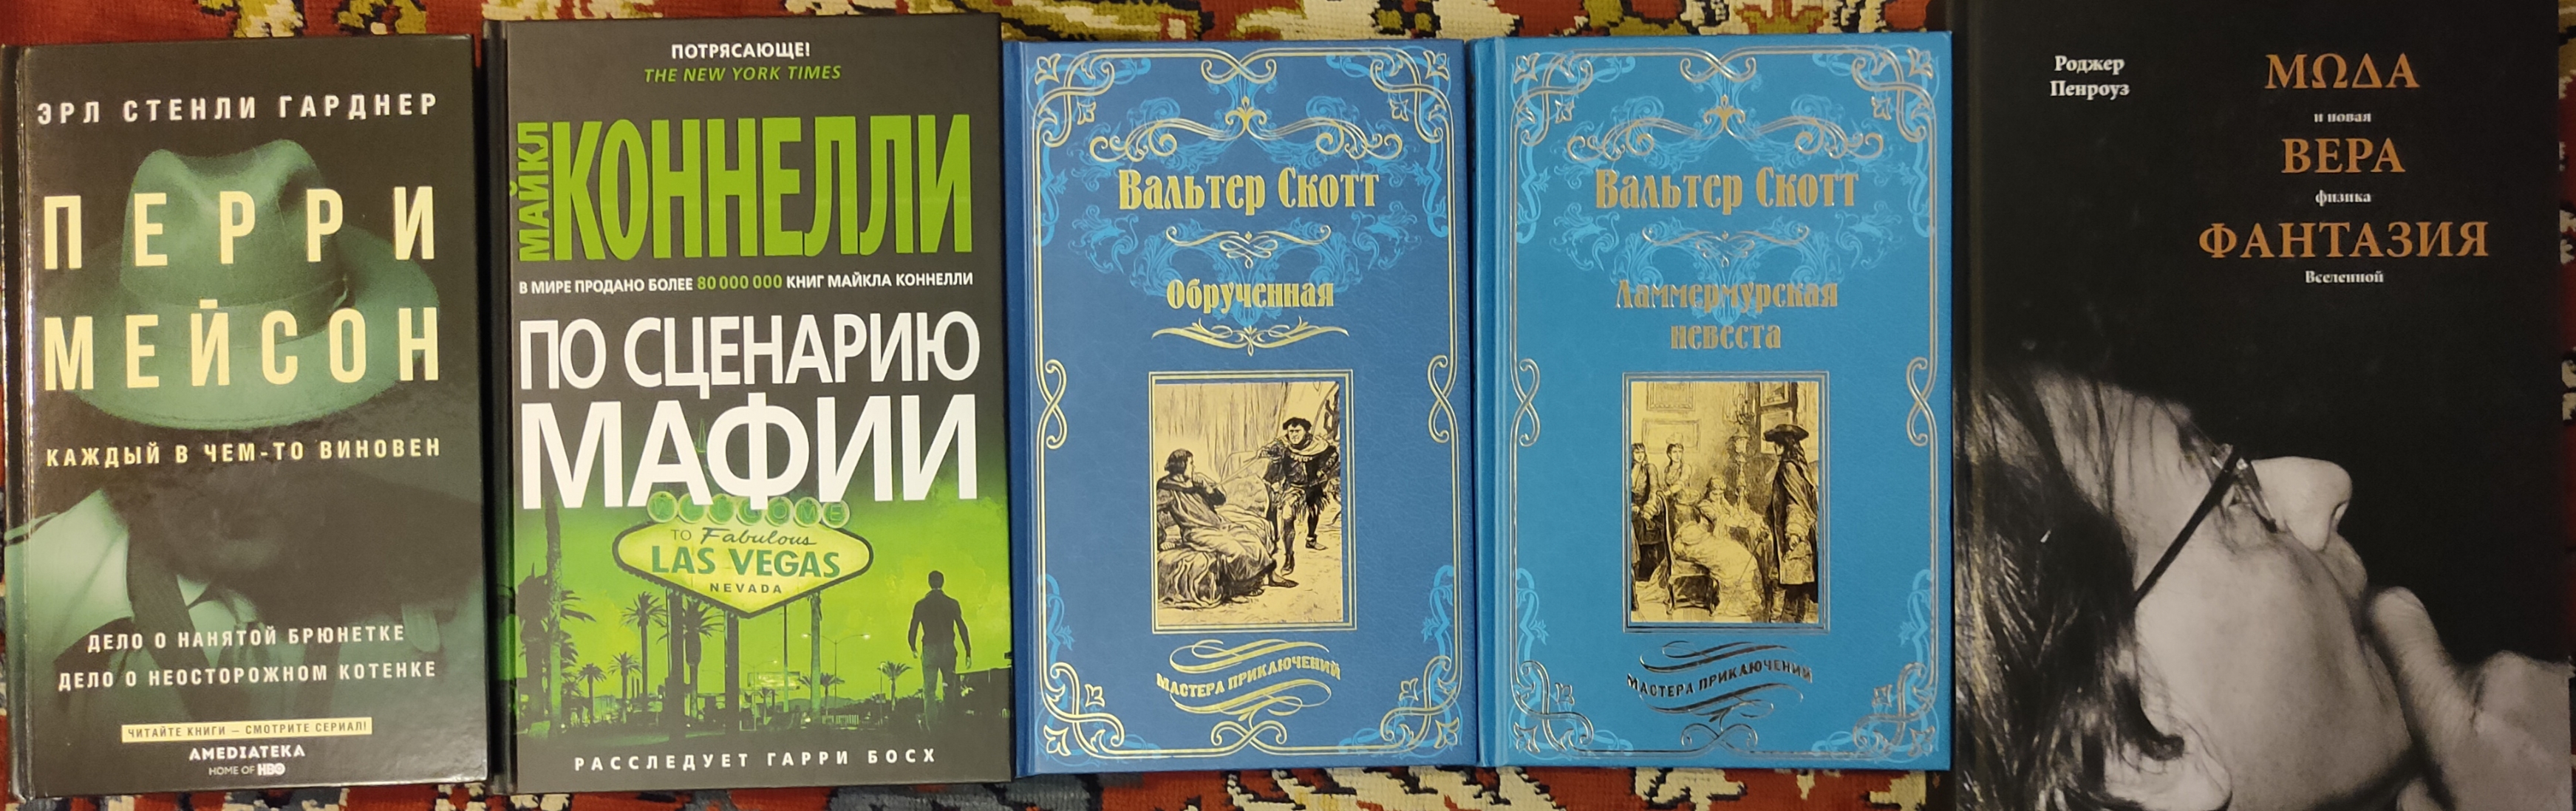 ЭРЛ СТЕНЛИ ГАРДНЕР
ПЕРРИ
МЕЙСОН
КАЖДЫЙ В ЧЕМ-ТО ВИНОВЕН
ДЕЛО О НАНЯТОЙ БРЮНЕТКЕ
ДЕЛО О НЕОСТОРОЖНОМ КОТЕНКЕ
ЧИТАЙТЕ КНИГИ – СМОТРИТЕ СЕРИАЛ!
AMEDIATEKA
HOME OF HBO
ПОТРЯСАЮЩЕ!
THE NEW YORK TIMES
МАЙКЛ
КОННЕЛЛИ
В МИРЕ ПРОДАНО БОЛЕЕ 80 000 000 КНИГ МАЙКЛА КОННЕЛЛИ
ПО СЦЕНАРИЮ
МАФИИ
WELCOME
TO Fabulous
LAS VEGAS
NEVADA
РАССЛЕДУЕТ ГАРРИ БОСХ
Вальтер Скотт
Обрученная
МАСТЕРА ПРИКЛЮЧЕНИЙ
Вальтер Скотт
Ламмермурская
невеста
МАСТЕРА ПРИКЛЮЧЕНИЙ
Роджер
Пенроуз
МΩΔА
и новая
ВЕРА
физика
ФАНТАЗИЯ
Вселенной